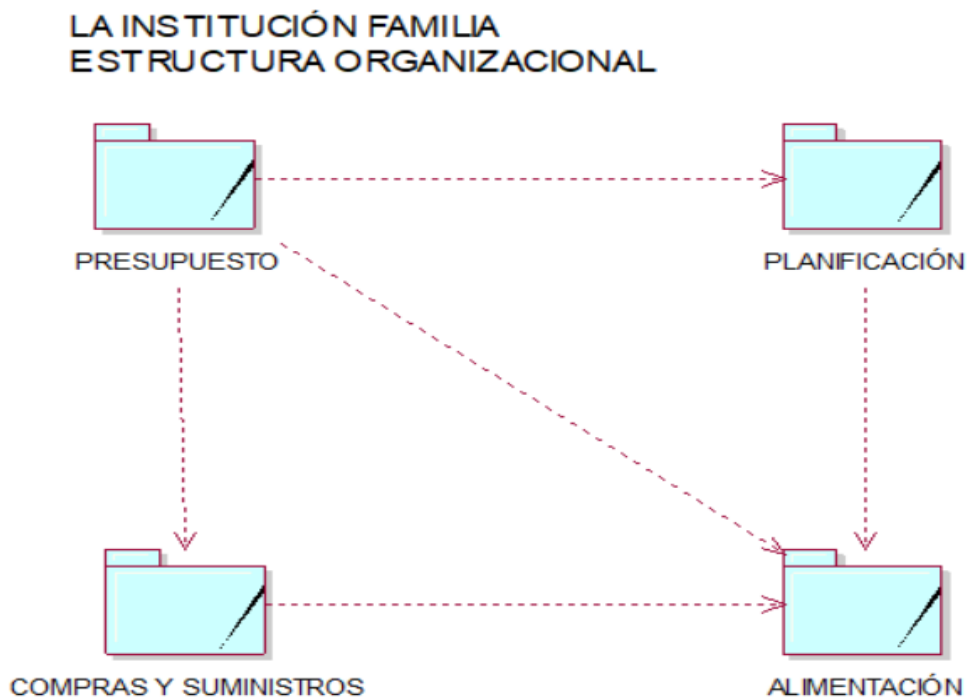 LA INSTITUCIÓN FAMILIA
ESTRUCTURA ORGANIZACIONAL
PRESUPUESTO
PLANIFICACIÓN
COMPRAS Y SUMINISTROS
ALIMENTACIÓN